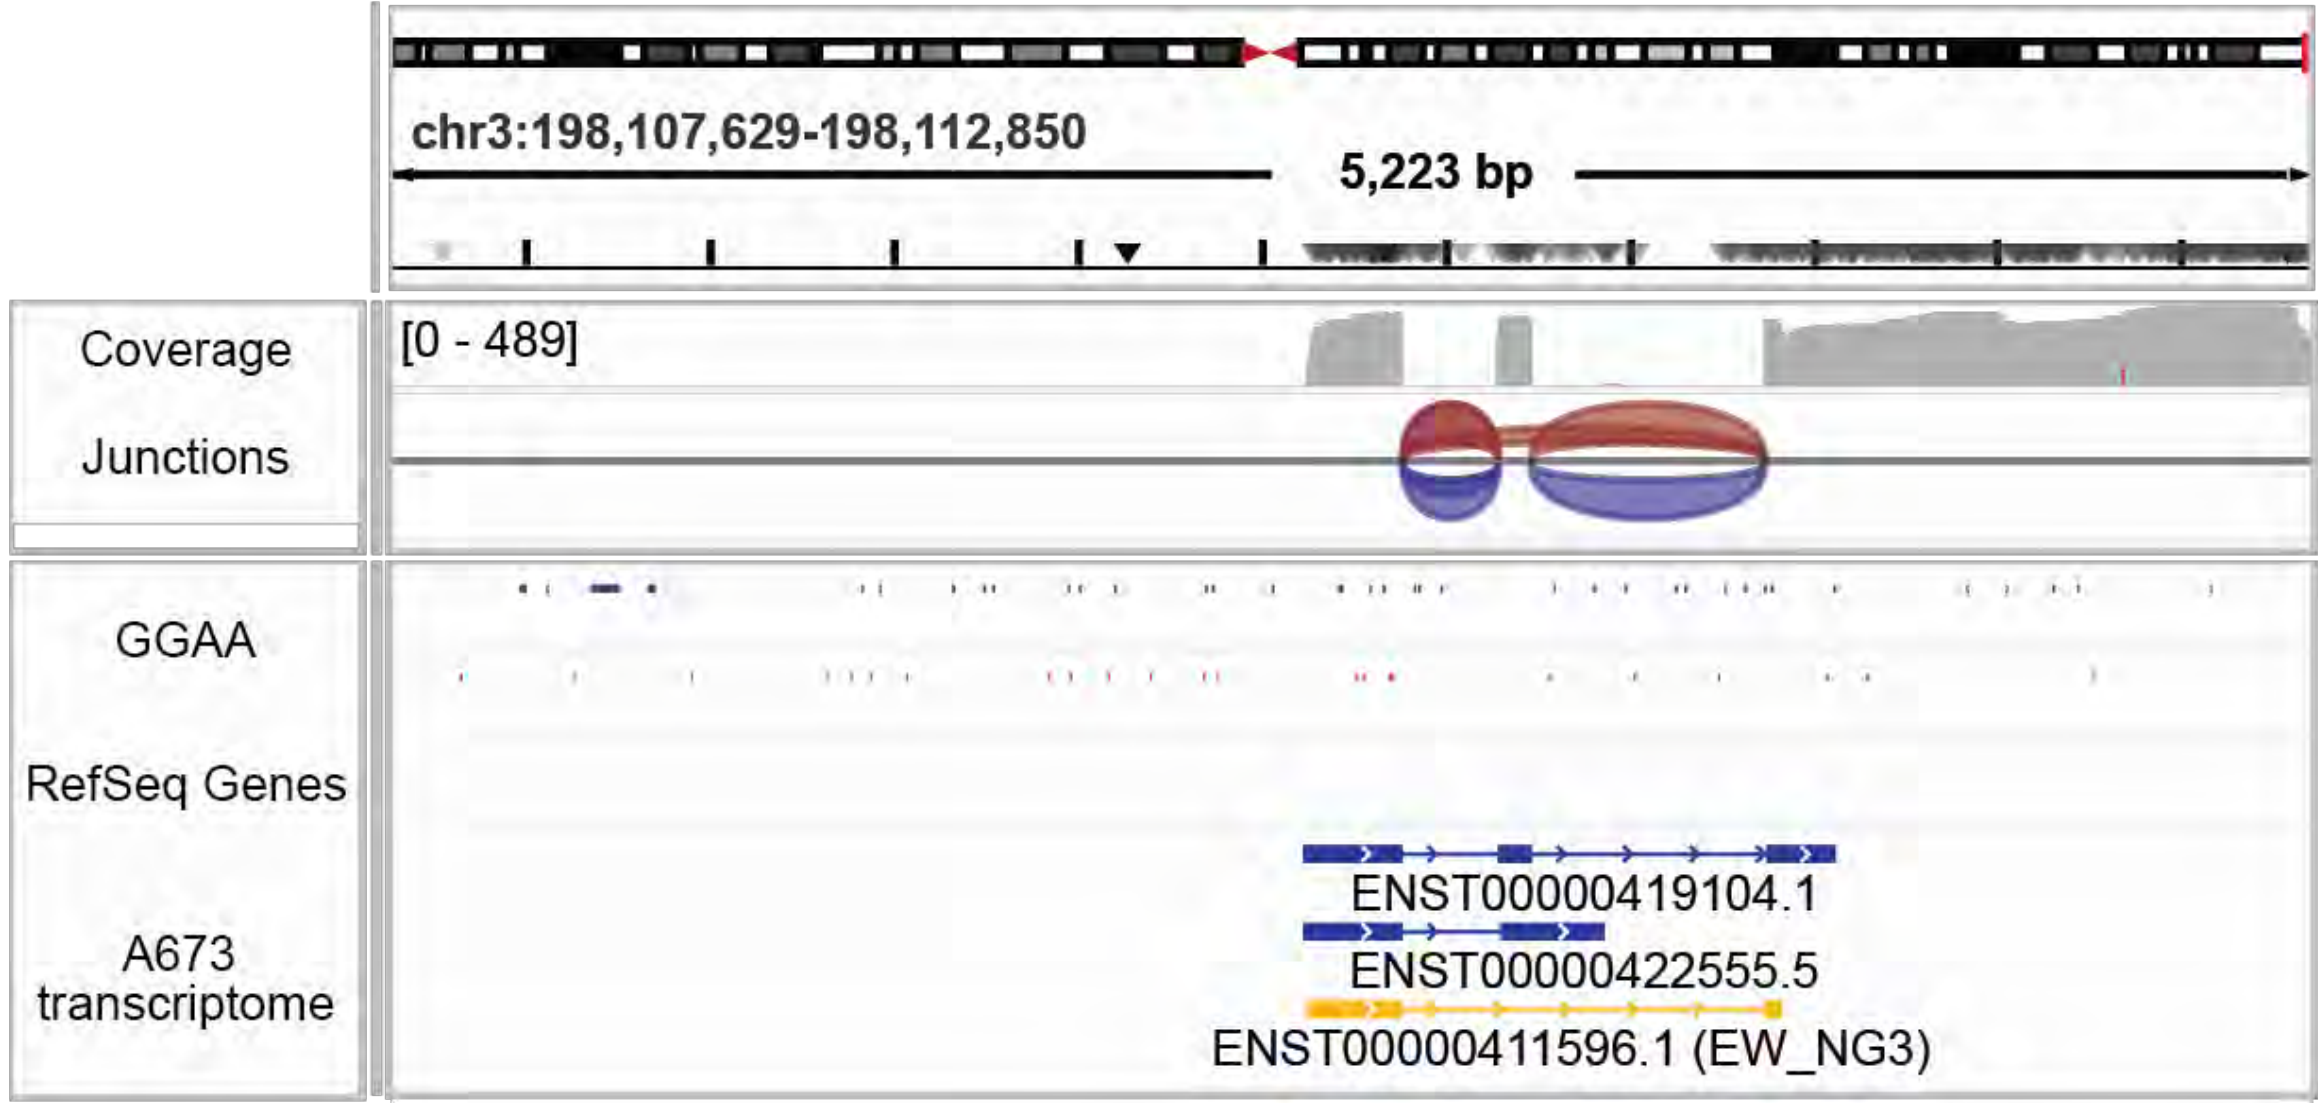 chr3:198,107,629-198,112,850
5,223 bp
Coverage
[0 - 489]
Junctions
GGAA
RefSeq Genes
A673
transcriptome
ENST00000419104.1
ENST00000422555.5
ENST00000411596.1 (EW_NG3)